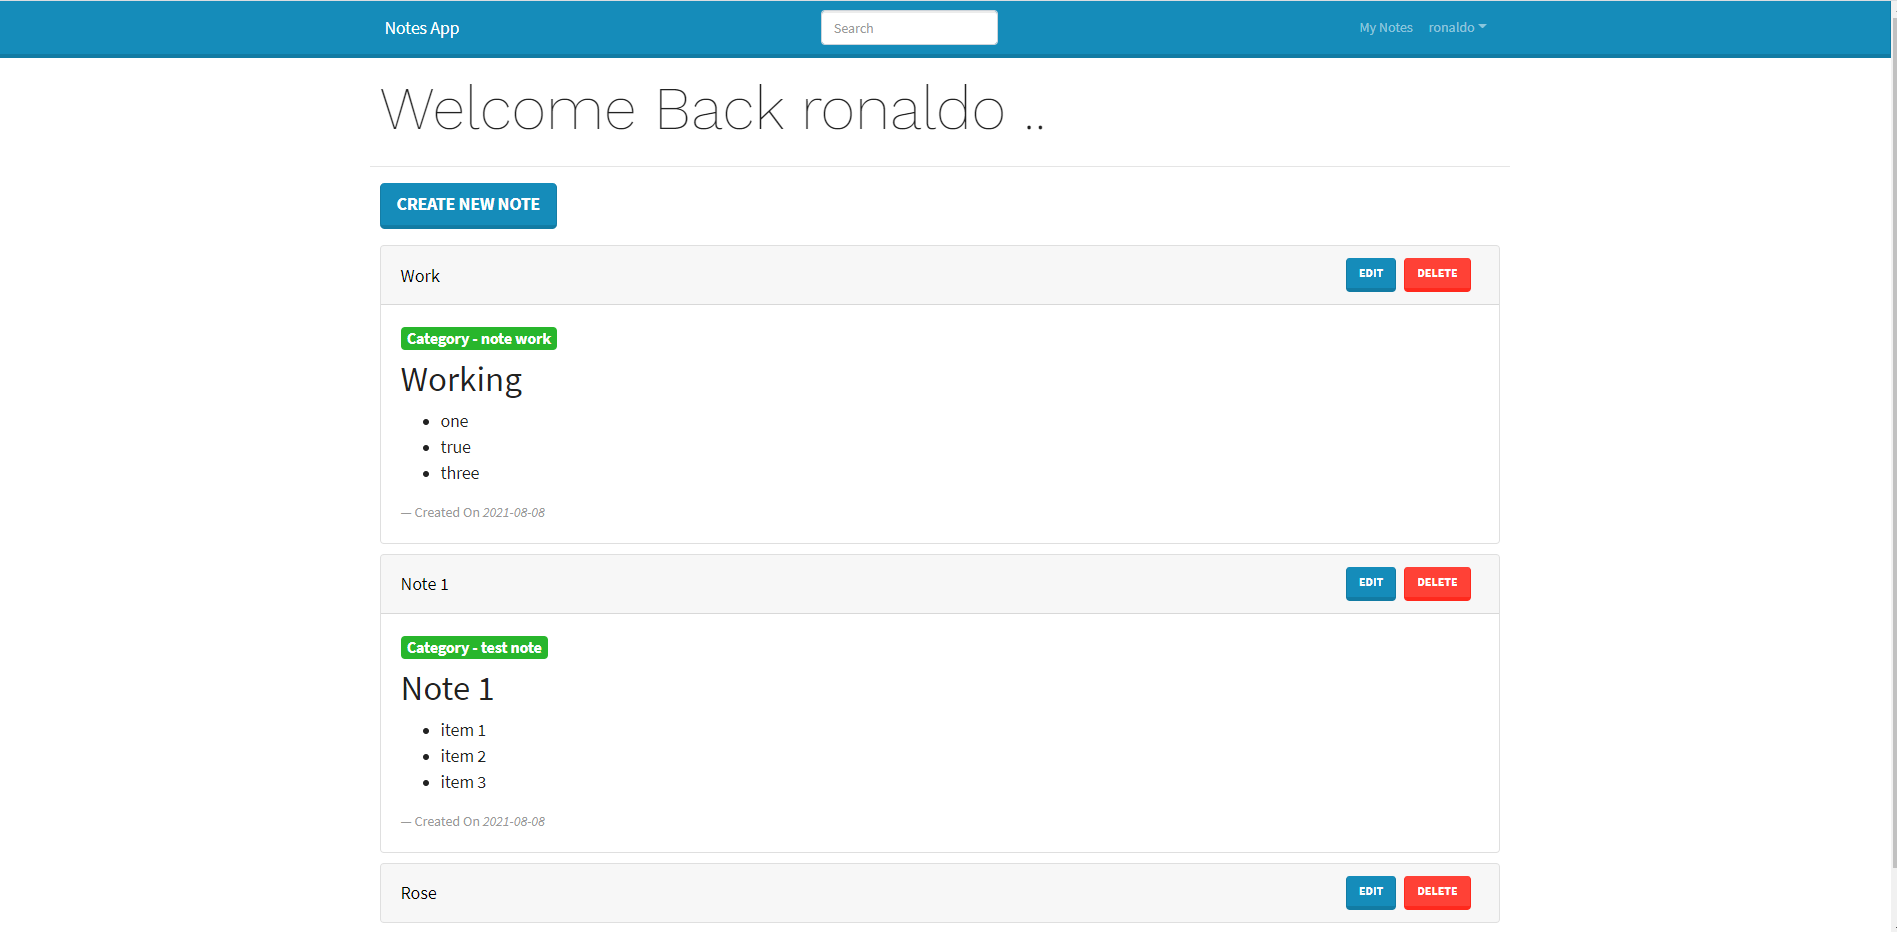 Notes App Search My Notes ronaldo
Welcome Back ronaldo ..
CREATE NEW NOTE
Work EDIT DELETE
Category - note work
Working
one
true
three
— Created On 2021-08-08
Note 1 EDIT DELETE
Category - test note
Note 1
item 1
item 2
item 3
— Created On 2021-08-08
Rose EDIT DELETE